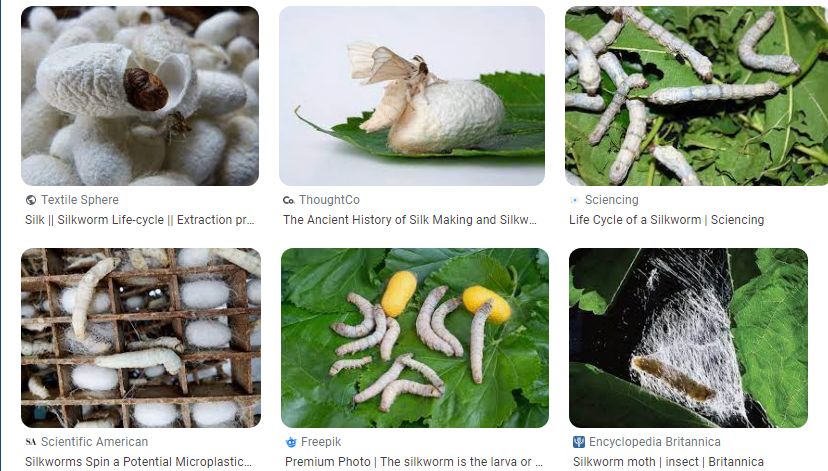 Textile Sphere
Silk || Silkworm Life-cycle || Extraction pr...
Co. ThoughtCo
The Ancient History of Silk Making and Silkw...
Sciencing
Life Cycle of a Silkworm | Sciencing
SA Scientific American
Silkworms Spin a Potential Microplastic...
Freepik
Premium Photo | The silkworm is the larva or ...
Encyclopedia Britannica
Silkworm moth | insect | Britannica